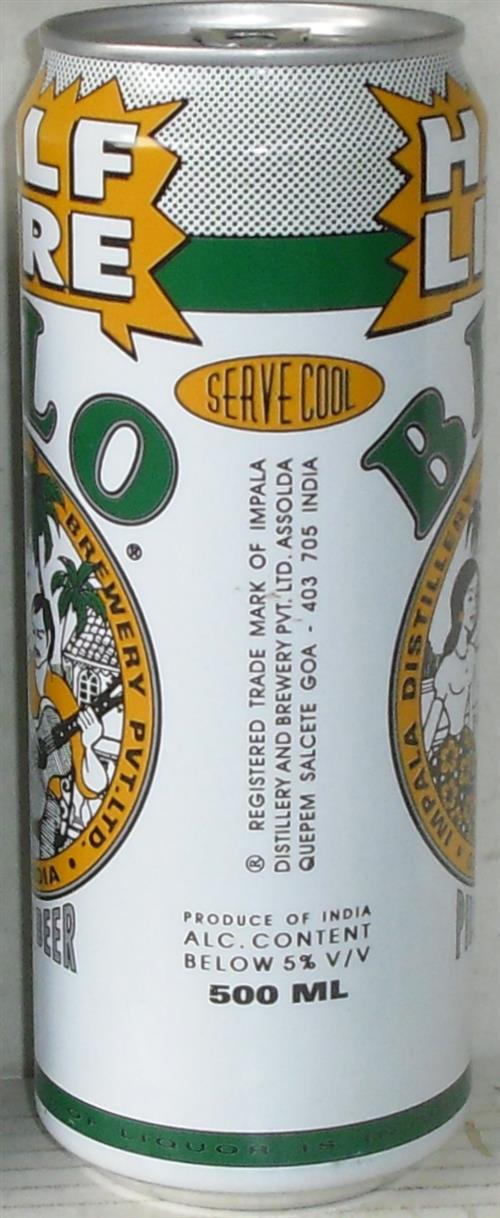 LF
RE
H
LI
LO
B
®
SERVE COOL
® REGISTERED TRADE MARK OF IMPALA
DISTILLERY AND BREWERY PVT. LTD. ASSOLDA
QUEPEM SALCETE GOA - 403 705 INDIA
BREWERY PVT. LTD.
IMPALA DISTILLERY
BEER
PRODUCE OF INDIA
ALC. CONTENT
BELOW 5% V/V
500 ML
OF LIQUOR IS